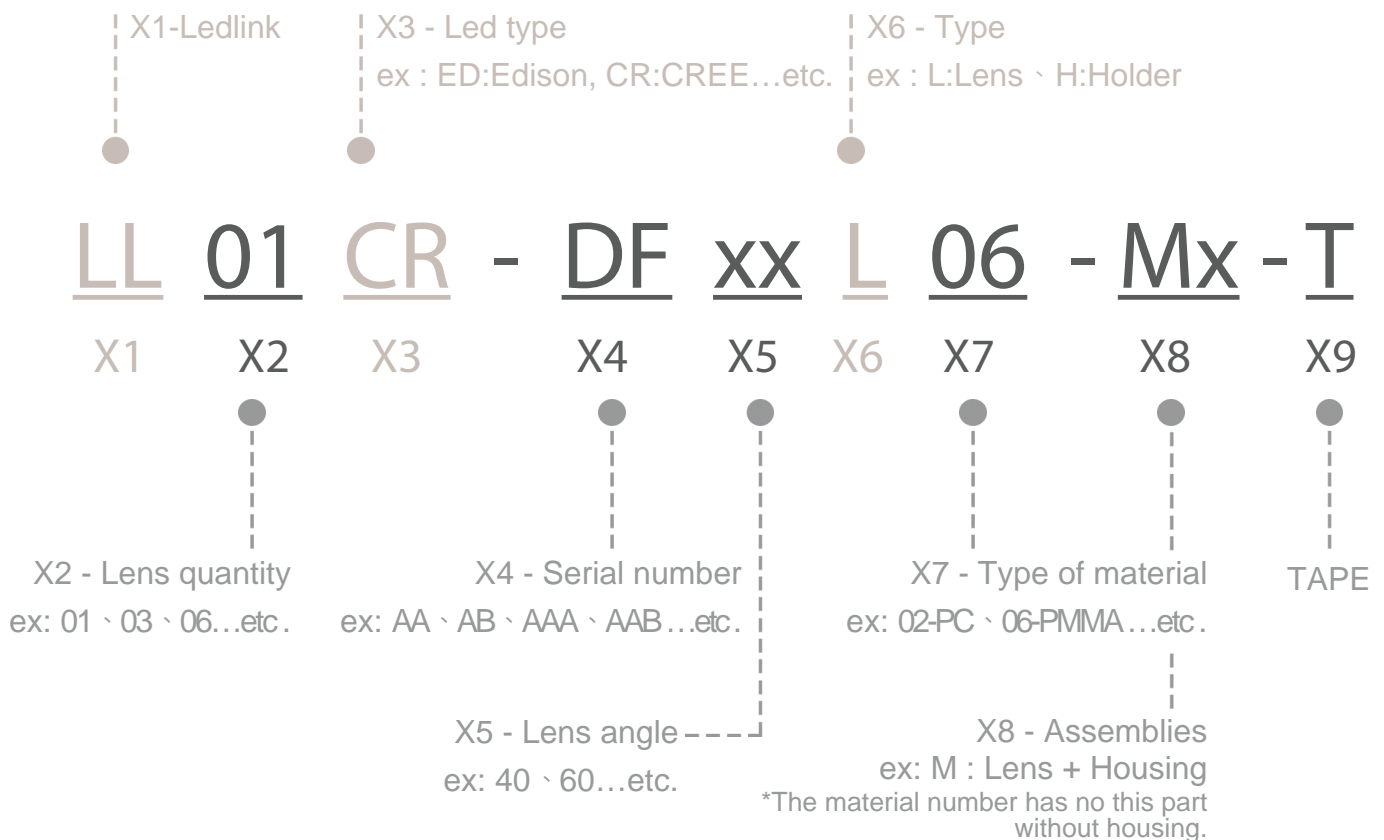 X1-Ledlink
X3 - Led type
ex : ED:Edison, CR:CREE…etc.
X6 - Type
ex : L:Lens、H:Holder
LL 01 CR - DF xx L 06 - Mx - T
X1 X2 X3 X4 X5 X6 X7 X8 X9
X2 - Lens quantity
ex: 01、03、06…etc.
X4 - Serial number
ex: AA、AB、AAA、AAB…etc.
X7 - Type of material
ex: 02-PC、06-PMMA…etc.
TAPE
X5 - Lens angle
ex: 40、60…etc.
X8 - Assemblies
ex: M : Lens + Housing
*The material number has no this part
without housing.